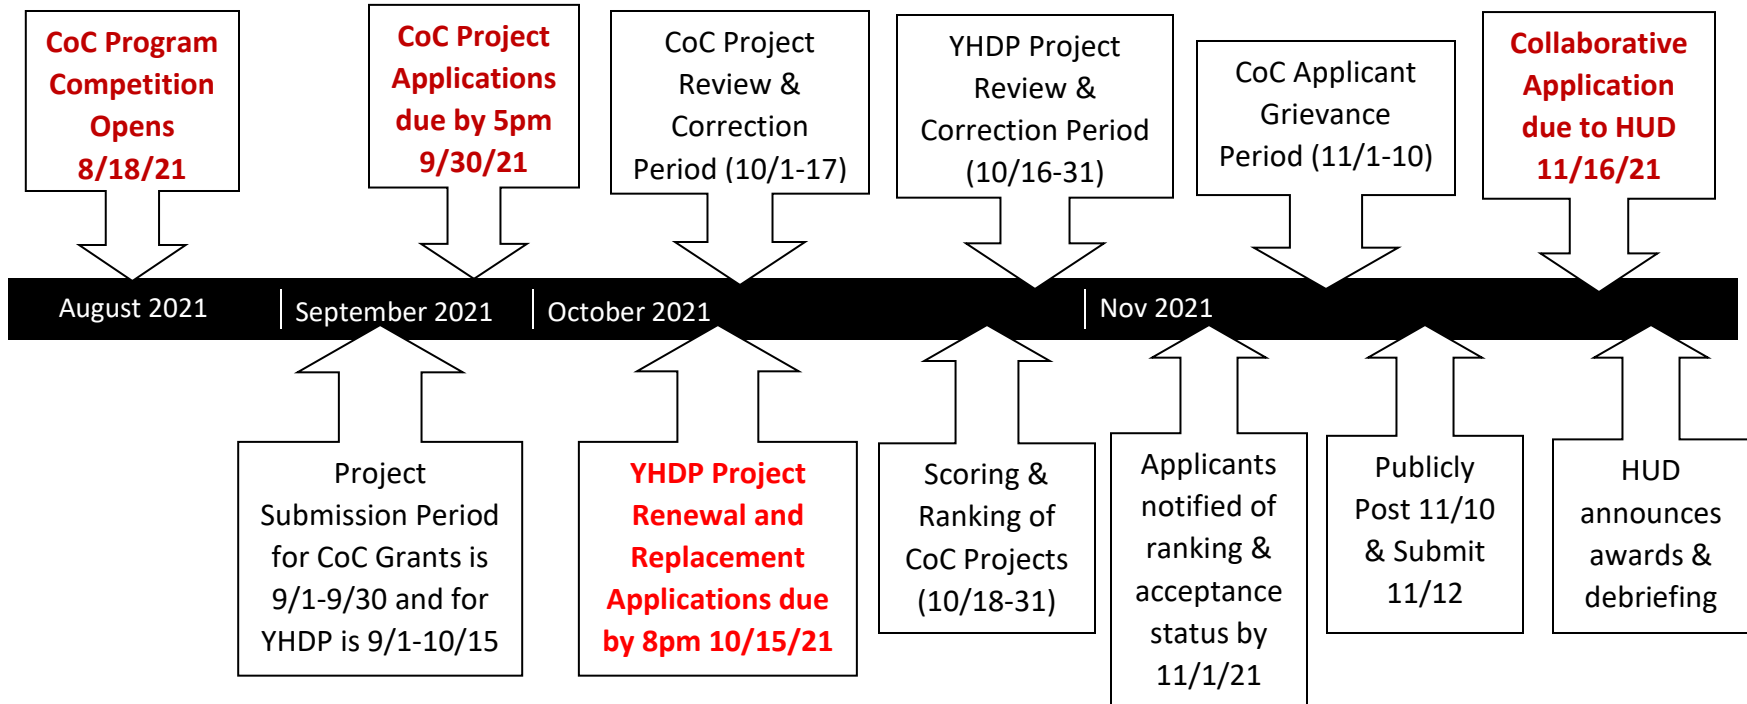 CoC Program
Competition
Opens
8/18/21
CoC Project
Applications
due by 5pm
9/30/21
CoC Project
Review &
Correction
Period (10/1-17)
YHDP Project
Review &
Correction Period
(10/16-31)
CoC Applicant
Grievance
Period (11/1-10)
Collaborative
Application
due to HUD
11/16/21
August 2021
September 2021
October 2021
Nov 2021
Project
Submission Period
for CoC Grants is
9/1-9/30 and for
YHDP is 9/1-10/15
YHDP Project
Renewal and
Replacement
Applications due
by 8pm 10/15/21
Scoring &
Ranking of
CoC Projects
(10/18-31)
Applicants
notified of
ranking &
acceptance
status by
11/1/21
Publicly
Post 11/10
& Submit
11/12
HUD
announces
awards &
debriefing